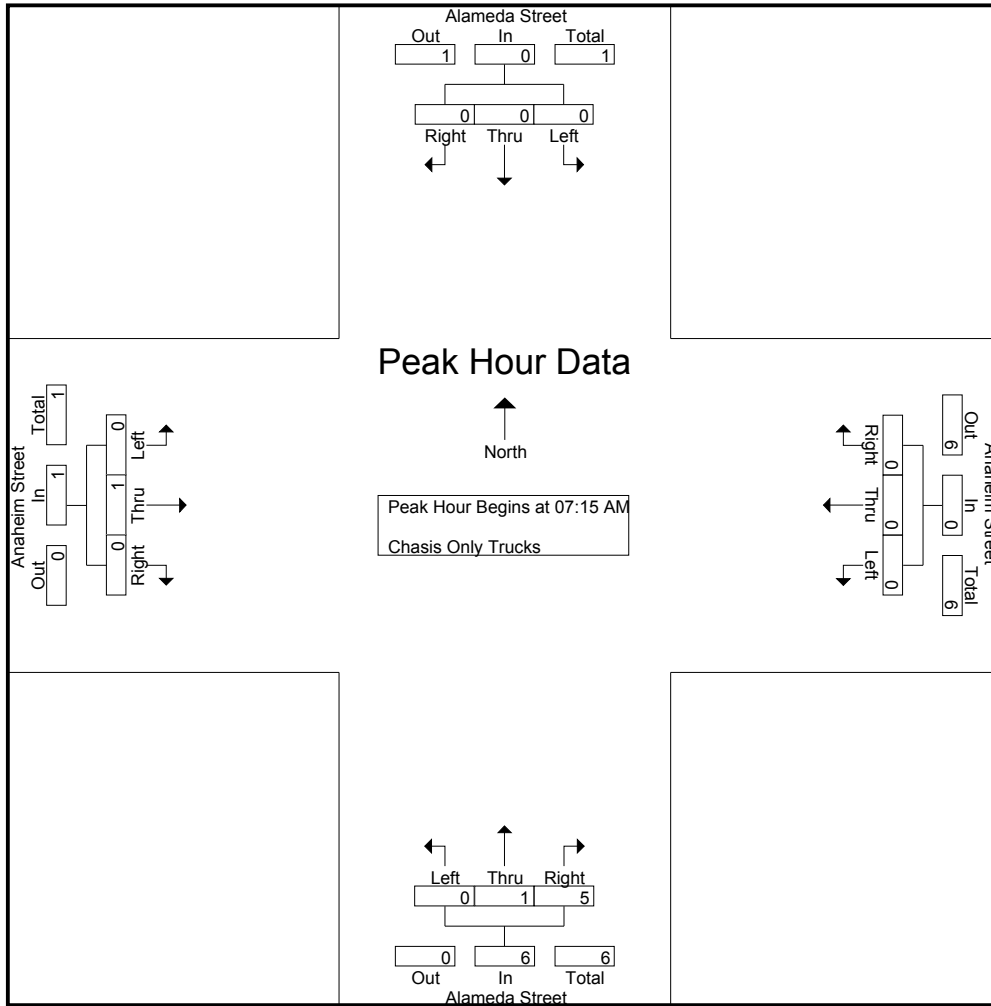 Alameda Street
Out In Total
1 0 1
0 0 0
Right Thru Left
Peak Hour Data
North
Peak Hour Begins at 07:15 AM
Chasis Only Trucks
Anaheim Street
Out In Total
0 1 1
0 1 0
Left Thru Right
Anaheim Street
Out In Total
6 0 6
0 0 0
Right Thru Left
Left Thru Right
0 1 5
0 6 6
Out In Total
Alameda Street